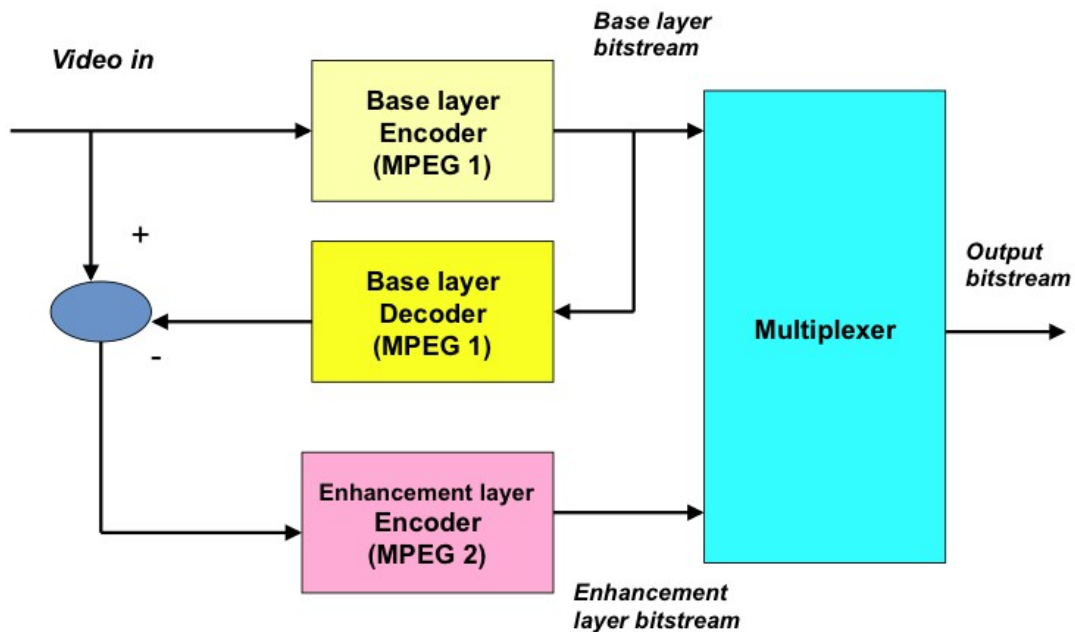 Video in
Base layer
bitstream
Base layer
Encoder
(MPEG 1)
+
Base layer
Decoder
(MPEG 1)
-
Multiplexer
Output
bitstream
Enhancement layer
Encoder
(MPEG 2)
Enhancement
layer bitstream